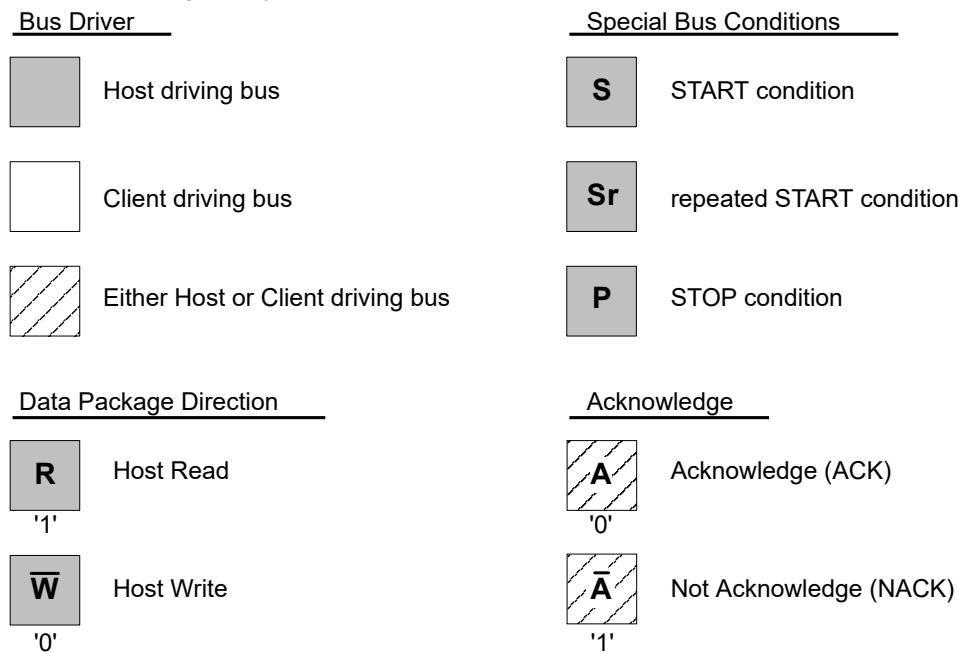 Bus Driver
Host driving bus
Client driving bus
Either Host or Client driving bus
Special Bus Conditions
S START condition
Sr repeated START condition
P STOP condition
Data Package Direction
R Host Read
'1'
W̅ Host Write
'0'
Acknowledge
A Acknowledge (ACK)
'0'
A̅ Not Acknowledge (NACK)
'1'